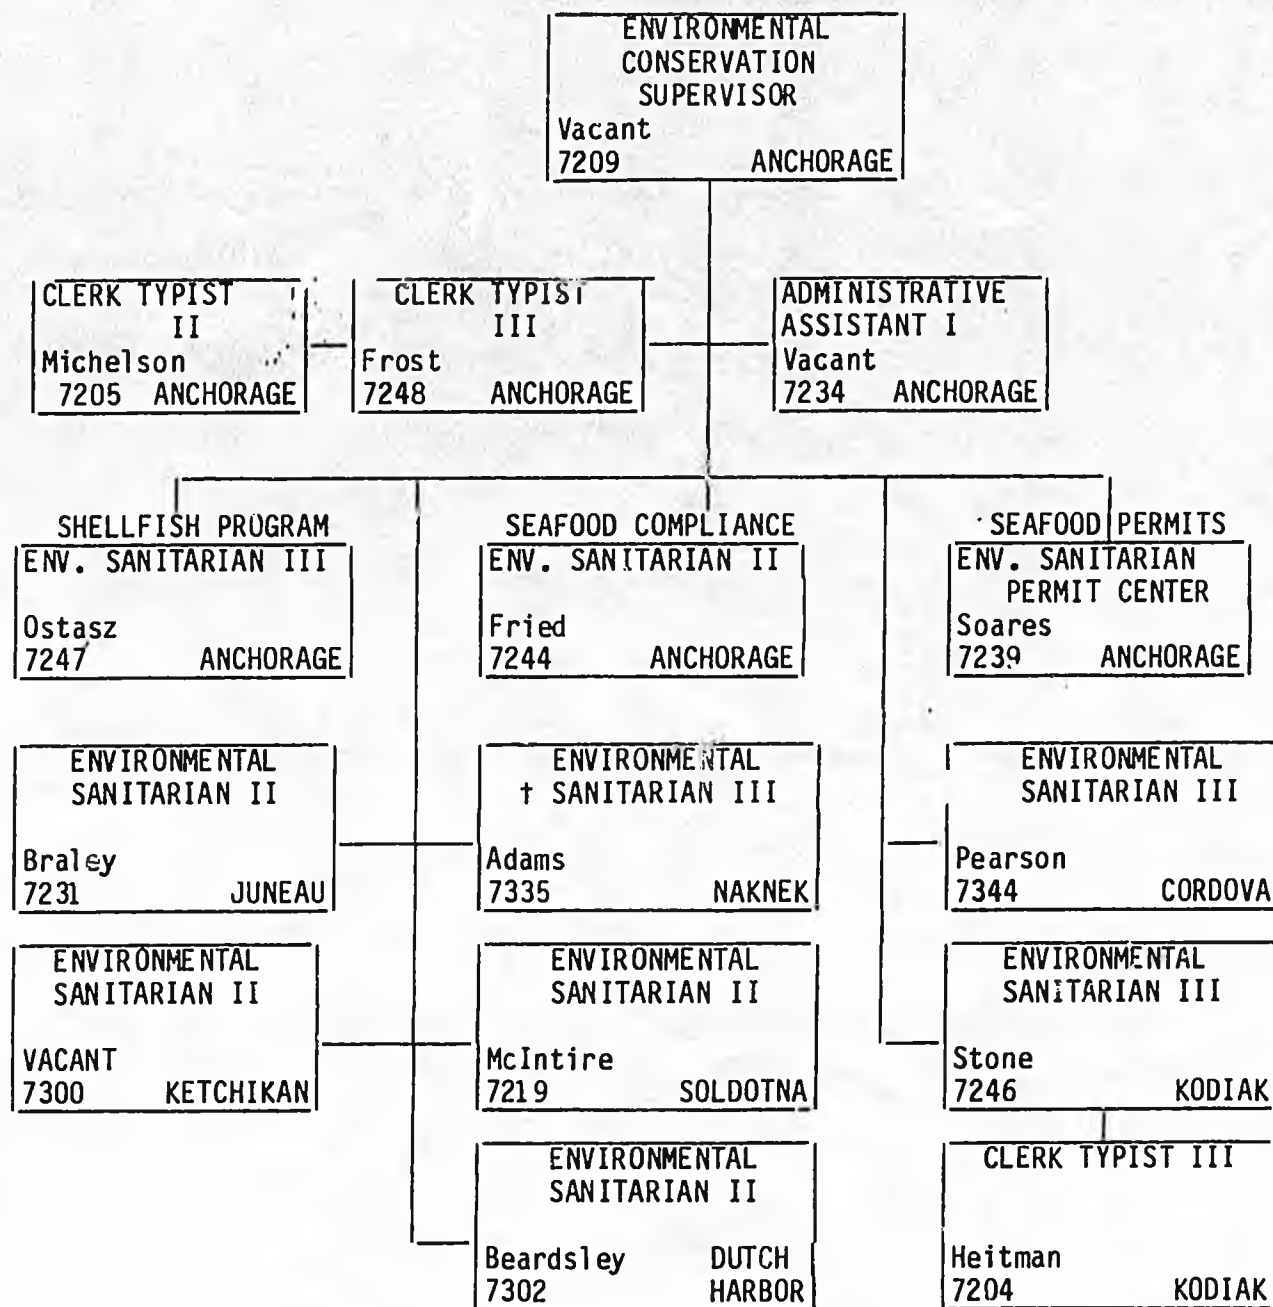 ENVIRONMENTAL
CONSERVATION
SUPERVISOR
Vacant
7209 ANCHORAGE
CLERK TYPIST
II
Michelson
7205 ANCHORAGE
CLERK TYPIST
III
Frost
7248 ANCHORAGE
ADMINISTRATIVE
ASSISTANT I
Vacant
7234 ANCHORAGE
SHELLFISH PROGRAM
ENV. SANITARIAN III
Ostasz
7247 ANCHORAGE
SEAFOOD COMPLIANCE
ENV. SANITARIAN II
Fried
7244 ANCHORAGE
SEAFOOD PERMITS
ENV. SANITARIAN
PERMIT CENTER
Soares
7239 ANCHORAGE
ENVIRONMENTAL
SANITARIAN II
Braley
7231 JUNEAU
ENVIRONMENTAL
† SANITARIAN III
Adams
7335 NAKNEK
ENVIRONMENTAL
SANITARIAN III
Pearson
7344 CORDOVA
ENVIRONMENTAL
SANITARIAN II
VACANT
7300 KETCHIKAN
ENVIRONMENTAL
SANITARIAN II
McIntire
7219 SOLDOTNA
ENVIRONMENTAL
SANITARIAN III
Stone
7246 KODIAK
ENVIRONMENTAL
SANITARIAN II
Beardsley DUTCH
7302 HARBOR
CLERK TYPIST III
Heitman
7204 KODIAK